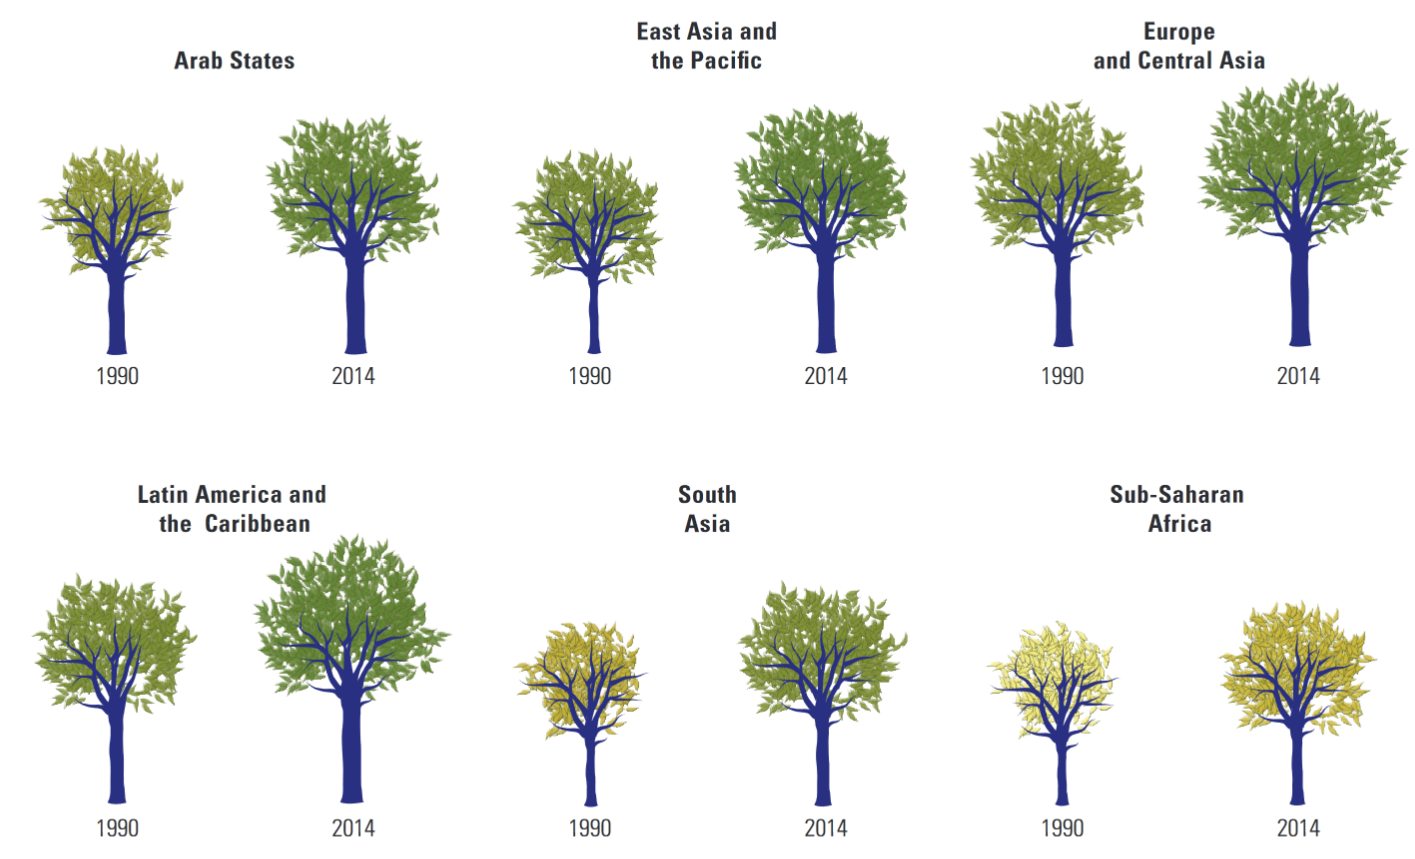 Arab States
East Asia and
the Pacific
Europe
and Central Asia
1990
2014
1990
2014
1990
2014
Latin America and
the Caribbean
South
Asia
Sub-Saharan
Africa
1990
2014
1990
2014
1990
2014